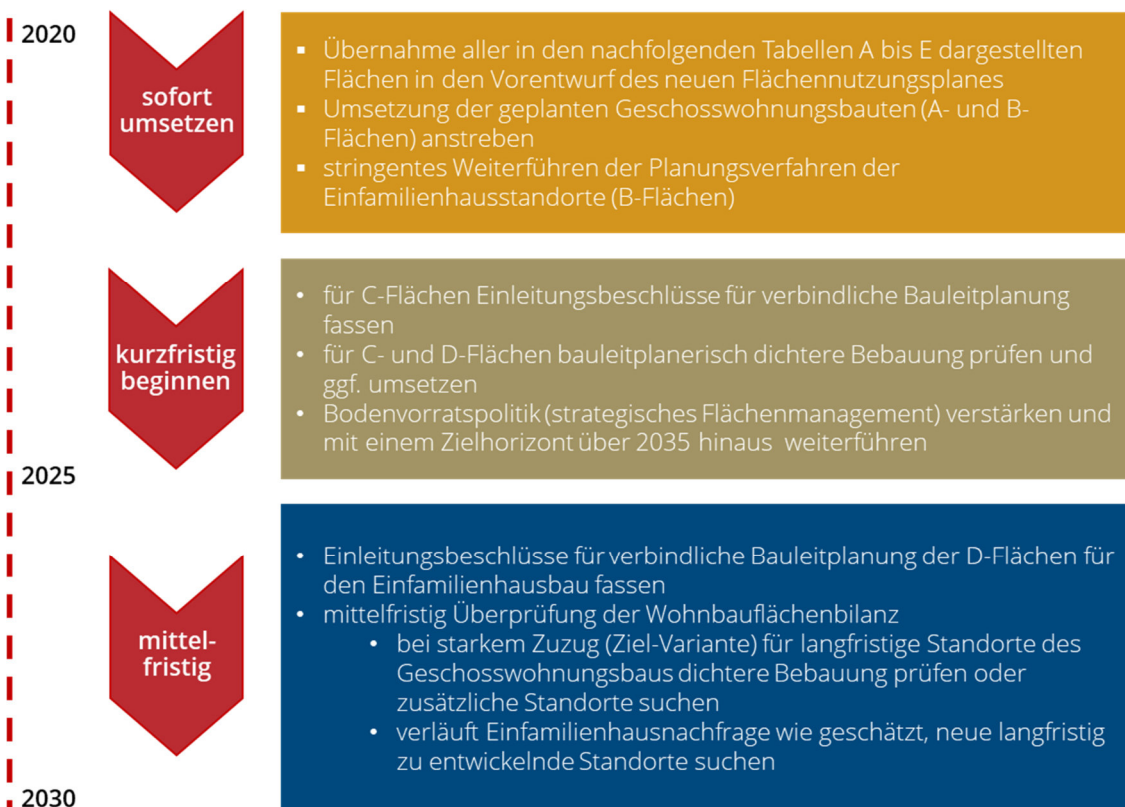 2020
sofort
umsetzen
▪ Übernahme aller in den nachfolgenden Tabellen A bis E dargestellten
Flächen in den Vorentwurf des neuen Flächennutzungsplanes
▪ Umsetzung der geplanten Geschosswohnungsbauten (A- und B-
Flächen) anstreben
▪ stringentes Weiterführen der Planungsverfahren der
Einfamilienhausstandorte (B-Flächen)
kurzfristig
beginnen
• für C-Flächen Einleitungsbeschlüsse für verbindliche Bauleitplanung
fassen
• für C- und D-Flächen bauleitplanerisch dichtere Bebauung prüfen und
ggf. umsetzen
• Bodenvorratspolitik (strategisches Flächenmanagement) verstärken und
mit einem Zielhorizont über 2035 hinaus weiterführen
2025
mittel-
fristig
• Einleitungsbeschlüsse für verbindliche Bauleitplanung der D-Flächen für
den Einfamilienhausbau fassen
• mittelfristig Überprüfung der Wohnbauflächenbilanz
• bei starkem Zuzug (Ziel-Variante) für langfristige Standorte des
Geschosswohnungsbaus dichtere Bebauung prüfen oder
zusätzliche Standorte suchen
• verläuft Einfamilienhausnachfrage wie geschätzt, neue langfristig
zu entwickelnde Standorte suchen
2030